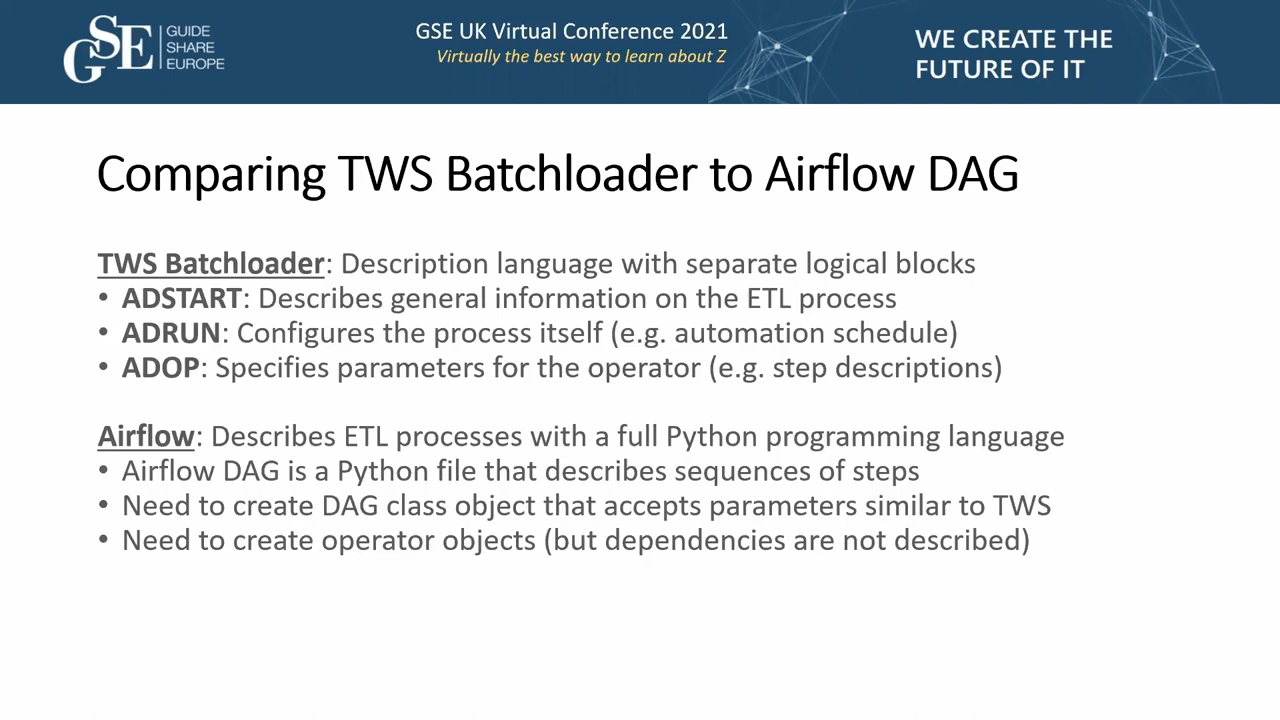 GSE
GUIDE
SHARE
EUROPE
GSE UK Virtual Conference 2021
Virtually the best way to learn about Z
WE CREATE THE
FUTURE OF IT
Comparing TWS Batchloader to Airflow DAG
TWS Batchloader: Description language with separate logical blocks
• ADSTART: Describes general information on the ETL process
• ADRUN: Configures the process itself (e.g. automation schedule)
• ADOP: Specifies parameters for the operator (e.g. step descriptions)
Airflow: Describes ETL processes with a full Python programming language
• Airflow DAG is a Python file that describes sequences of steps
• Need to create DAG class object that accepts parameters similar to TWS
• Need to create operator objects (but dependencies are not described)